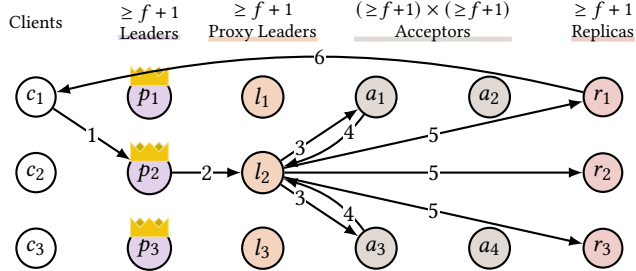 Clients
≥ f + 1
Leaders
≥ f + 1
Proxy Leaders
(≥f+1) × (≥f+1)
Acceptors
≥ f + 1
Replicas
6
c1 p1 l1 a1 a2 r1
1 3 4 5
c2 p2 2 l2 5 r2
3 4 5
c3 p3 l3 a3 a4 r3